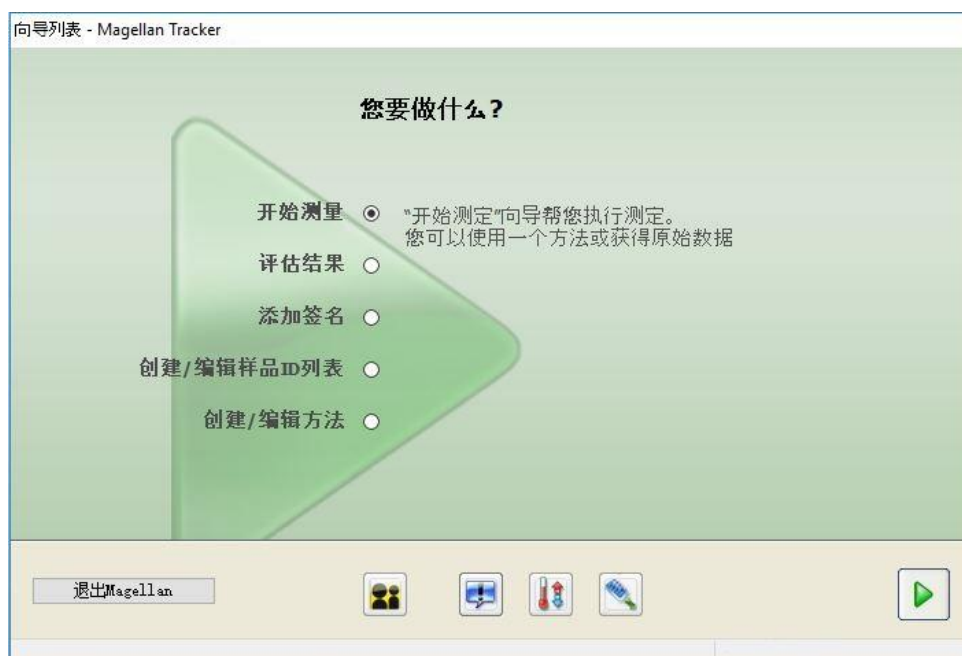 向导列表 - Magellan Tracker
您要做什么?
开始测量
“开始测定”向导帮您执行测定。
您可以使用一个方法或获得原始数据
评估结果
添加签名
创建/编辑样品ID列表
创建/编辑方法
退出Magellan